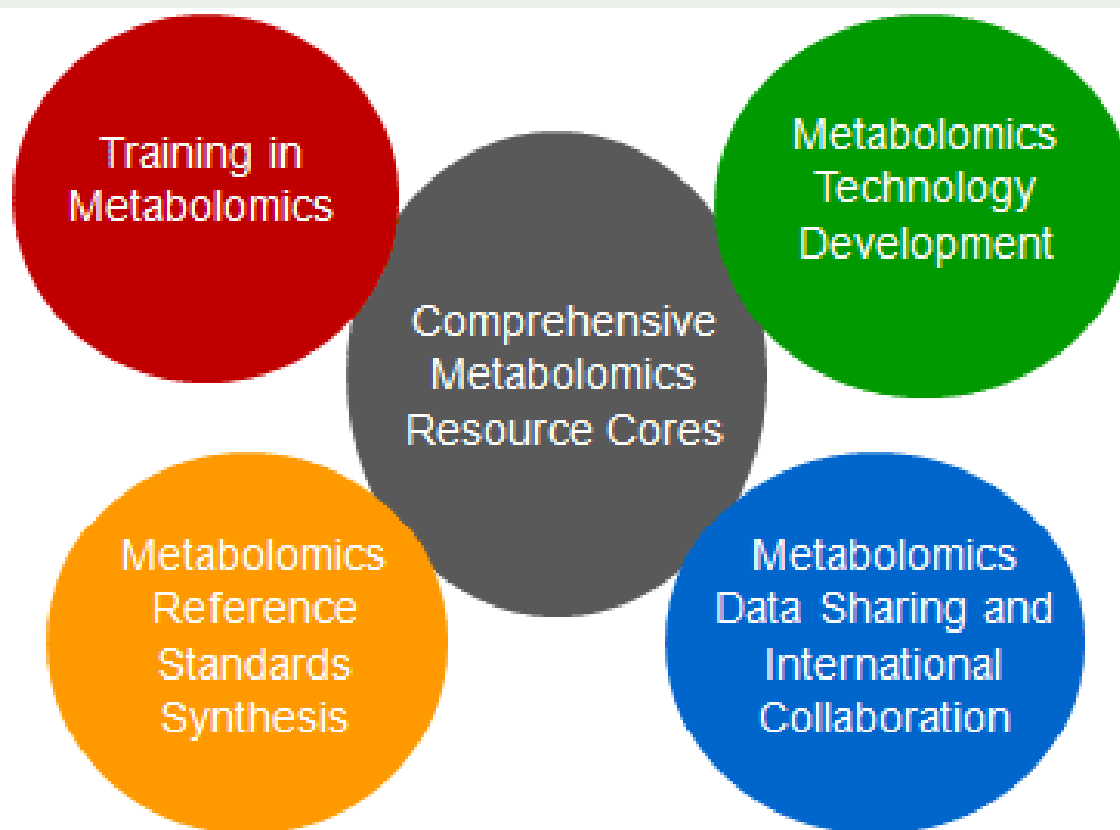 Training in
Metabolomics
Metabolomics
Technology
Development
Comprehensive
Metabolomics
Resource Cores
Metabolomics
Reference
Standards
Synthesis
Metabolomics
Data Sharing and
International
Collaboration